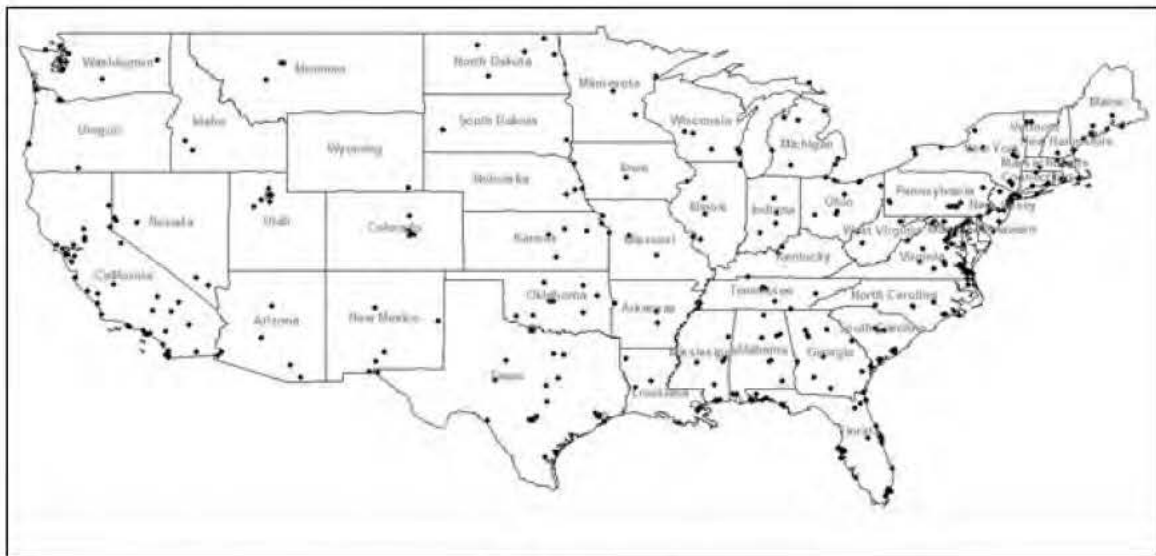 Washington
Montana
North Dakota
Minnesota
Maine
Idaho
South Dakota
Wisconsin
Michigan
Vermont
New Hampshire
New York
Wyoming
Nebraska
Iowa
Pennsylvania
Nevada
Utah
Colorado
Kansas
Missouri
Illinois
Indiana
Ohio
West Virginia
Virginia
Kentucky
California
Arizona
New Mexico
Oklahoma
Arkansas
Tennessee
North Carolina
South Carolina
Texas
Louisiana
Alabama
Georgia
Florida